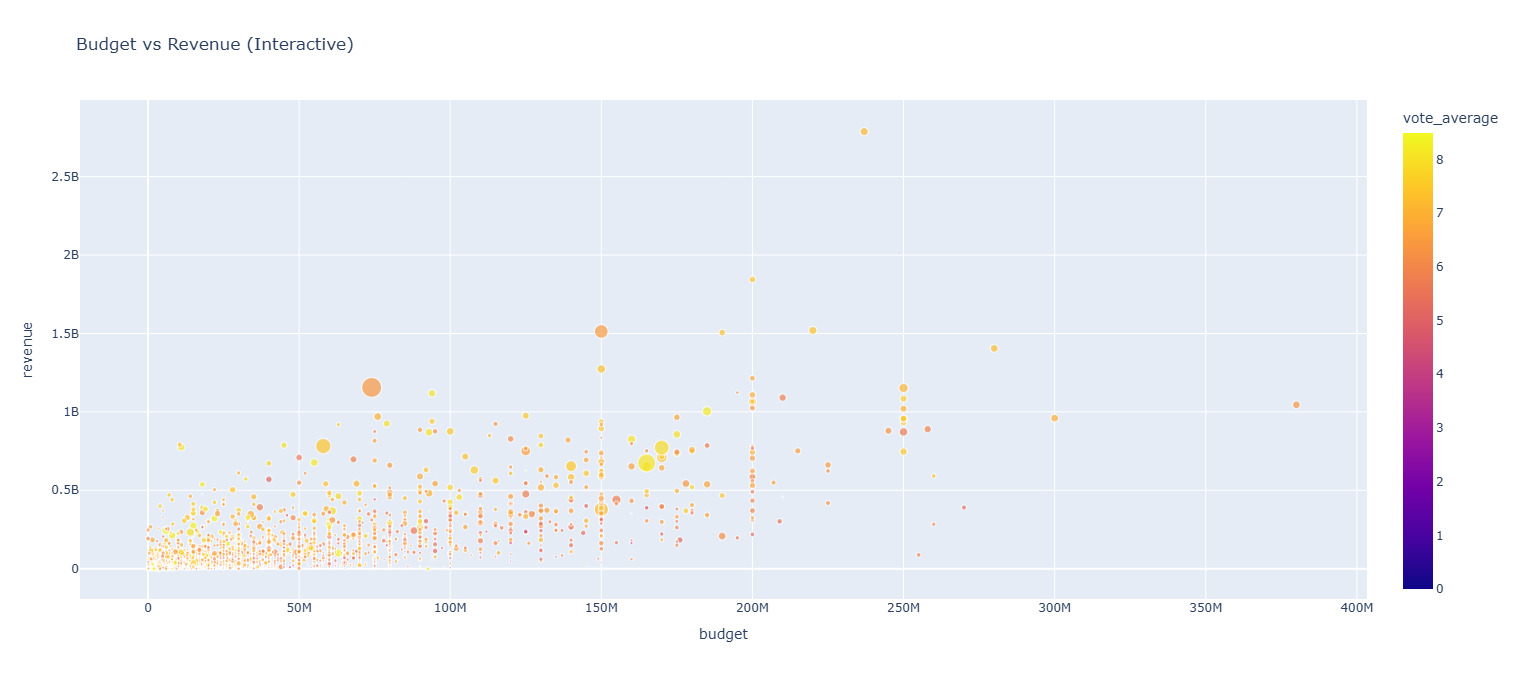 Budget vs Revenue (Interactive)
vote_average
8
7
6
5
4
3
2
1
0
revenue
2.5B
2B
1.5B
1B
0.5B
0
0 50M 100M 150M 200M 250M 300M 350M 400M
budget